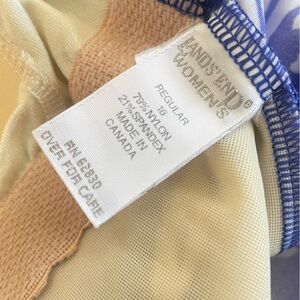 LANDS' END®
WOMEN'S
REGULAR
16
79% NYLON
21% SPANDEX
MADE IN
CANADA
RN 62830
OVER FOR CARE